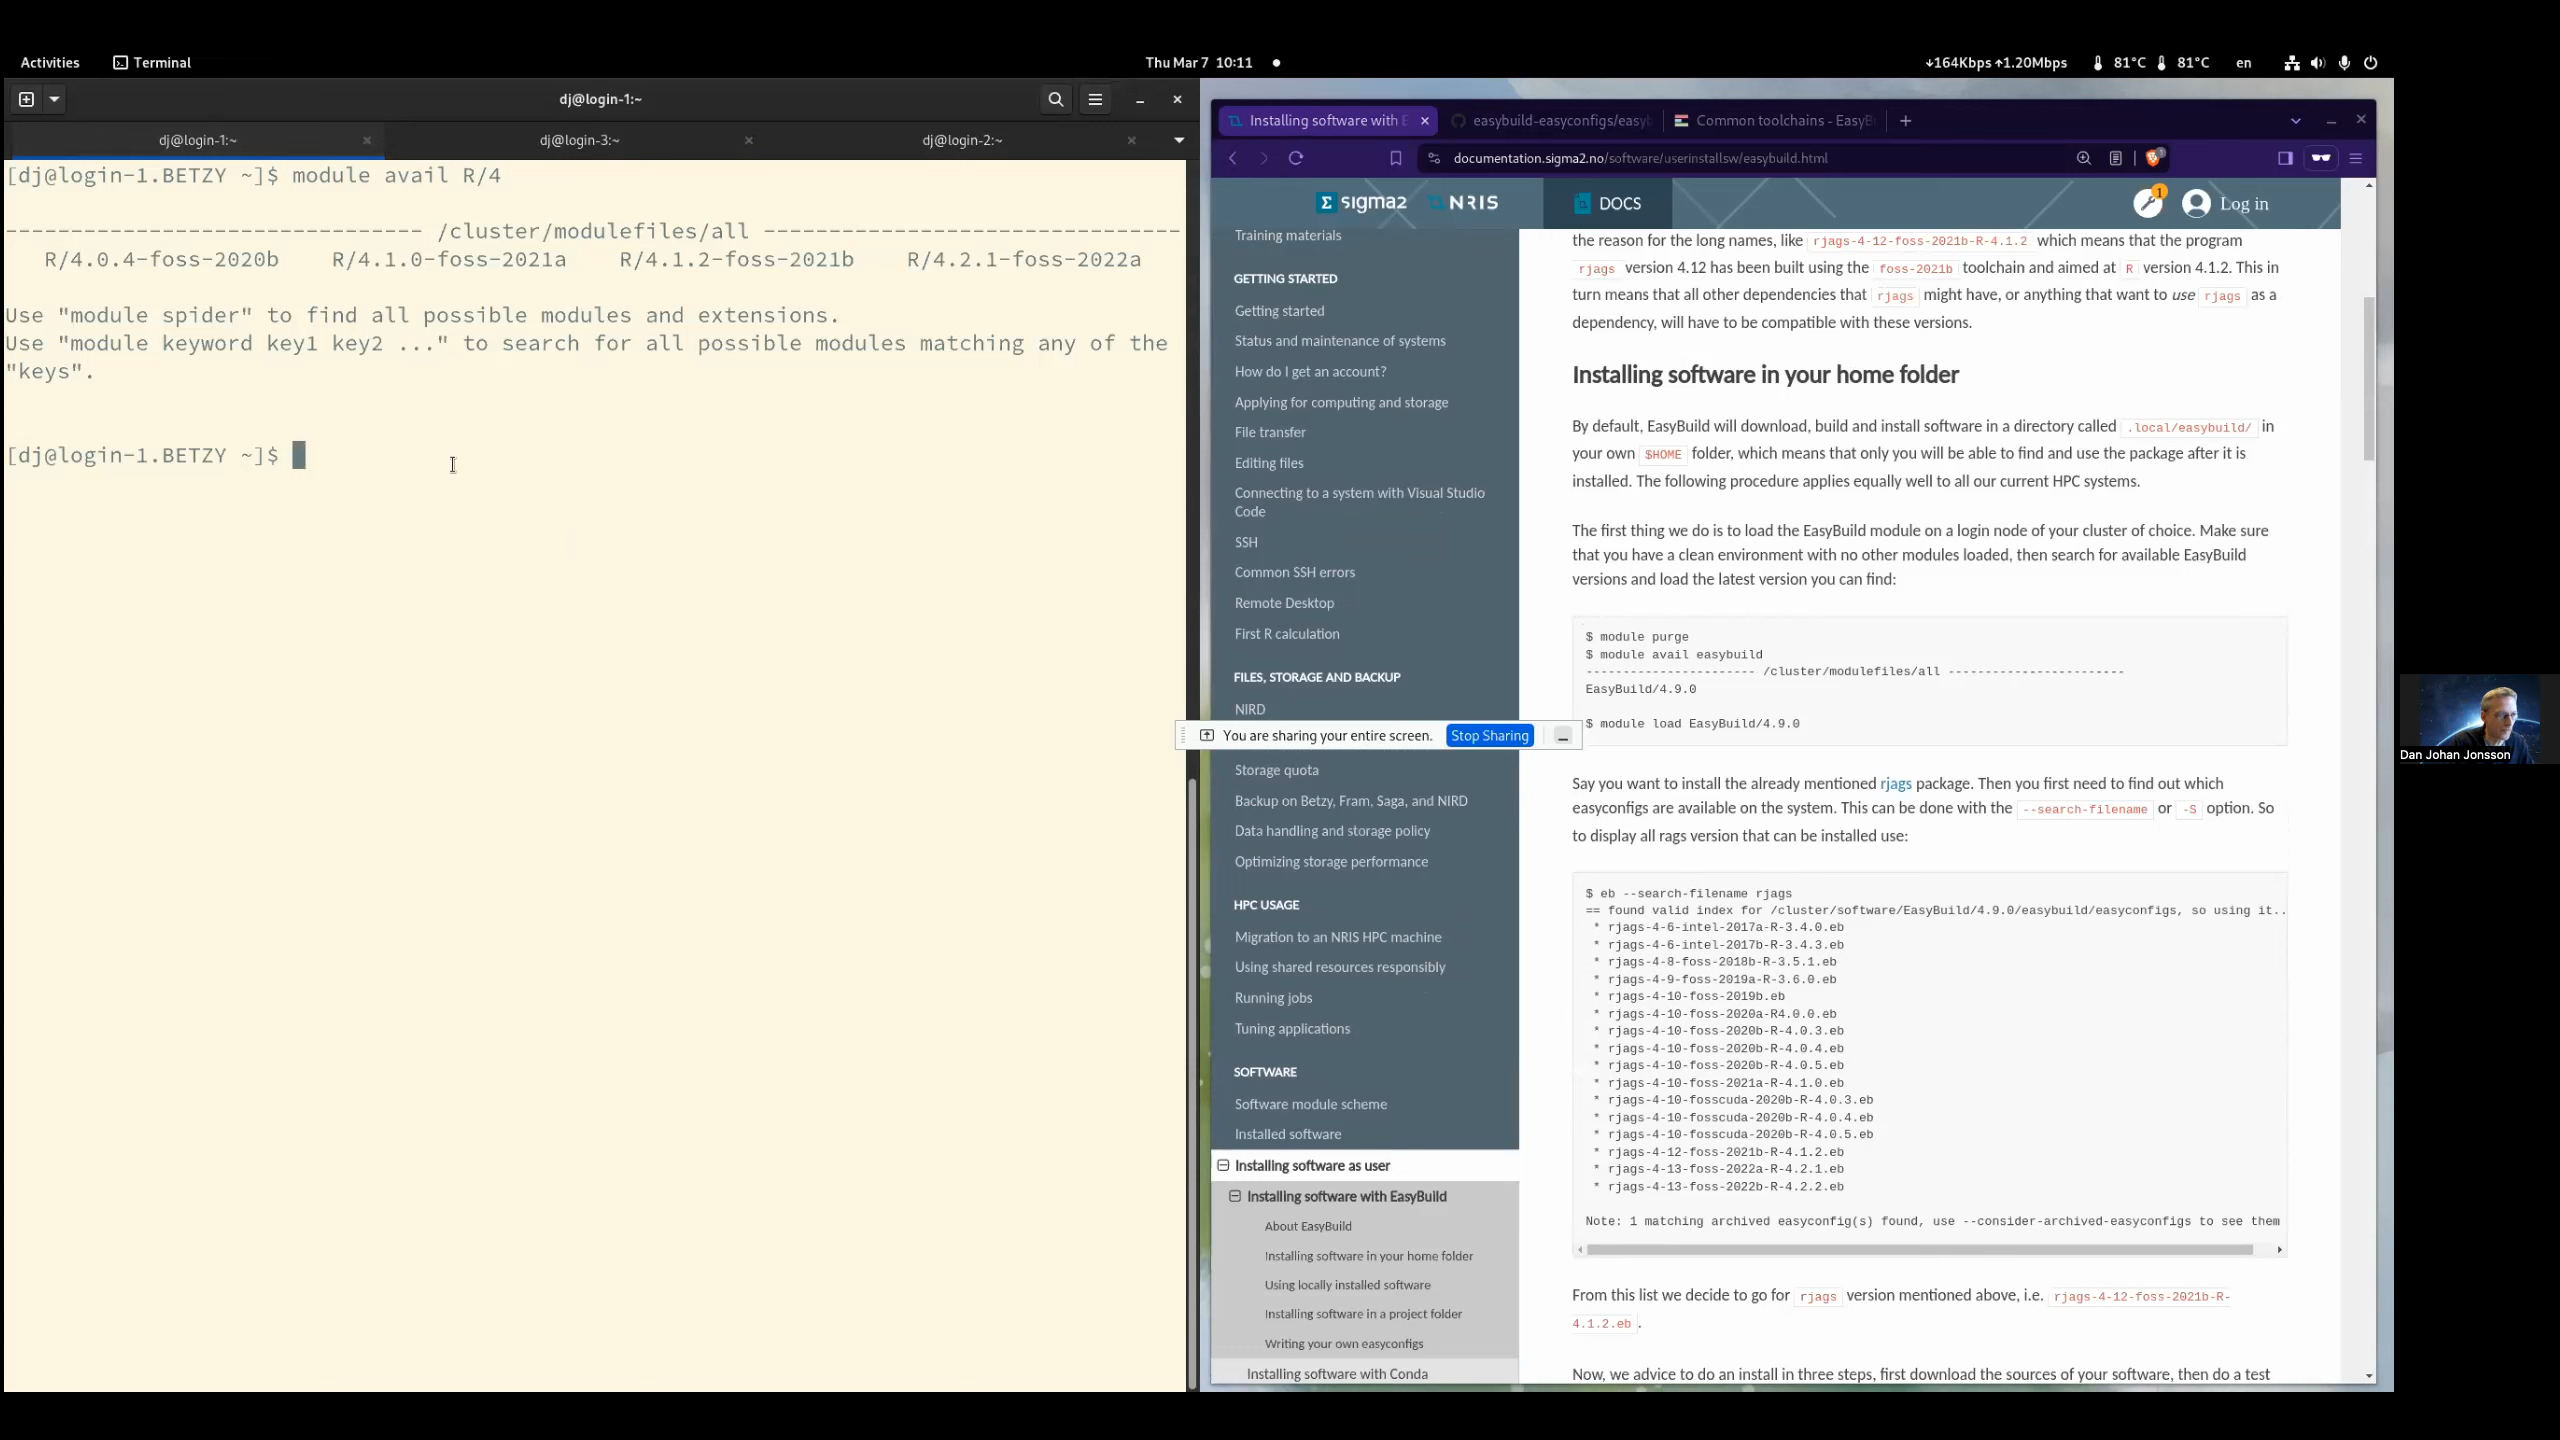 Activities
Terminal
Thu Mar 7 10:11
↓164Kbps ↑1.20Mbps
81°C
81°C
en
dj@login-1:~
dj@login-1:~
dj@login-3:~
dj@login-2:~
[dj@login-1.BETZY ~]$ module avail R/4
-------------------------------- /cluster/modulefiles/all --------------------------------
R/4.0.4-foss-2020b R/4.1.0-foss-2021a R/4.1.2-foss-2021b R/4.2.1-foss-2022a
Use "module spider" to find all possible modules and extensions.
Use "module keyword key1 key2 ..." to search for all possible modules matching any of the
"keys".
[dj@login-1.BETZY ~]$
Installing software with E
easybuild-easyconfigs/easyb
Common toolchains - EasyB
documentation.sigma2.no/software/userinstallsw/easybuild.html
Σ sigma2
NRIS
DOCS
1
Log in
Training materials
GETTING STARTED
Getting started
Status and maintenance of systems
How do I get an account?
Applying for computing and storage
File transfer
Editing files
Connecting to a system with Visual Studio
Code
SSH
Common SSH errors
Remote Desktop
First R calculation
FILES, STORAGE AND BACKUP
NIRD
You are sharing your entire screen.
Stop Sharing
Storage quota
Backup on Betzy, Fram, Saga, and NIRD
Data handling and storage policy
Optimizing storage performance
HPC USAGE
Migration to an NRIS HPC machine
Using shared resources responsibly
Running jobs
Tuning applications
SOFTWARE
Software module scheme
Installed software
Installing software as user
Installing software with EasyBuild
About EasyBuild
Installing software in your home folder
Using locally installed software
Installing software in a project folder
Writing your own easyconfigs
Installing software with Conda
the reason for the long names, like rjags-4-12-foss-2021b-R-4.1.2 which means that the program
rjags version 4.12 has been built using the foss-2021b toolchain and aimed at R version 4.1.2. This in
turn means that all other dependencies that rjags might have, or anything that want to use rjags as a
dependency, will have to be compatible with these versions.
Installing software in your home folder
By default, EasyBuild will download, build and install software in a directory called .local/easybuild/ in
your own $HOME folder, which means that only you will be able to find and use the package after it is
installed. The following procedure applies equally well to all our current HPC systems.
The first thing we do is to load the EasyBuild module on a login node of your cluster of choice. Make sure
that you have a clean environment with no other modules loaded, then search for available EasyBuild
versions and load the latest version you can find:
$ module purge
$ module avail easybuild
----------------------- /cluster/modulefiles/all ------------------------
EasyBuild/4.9.0
$ module load EasyBuild/4.9.0
Say you want to install the already mentioned rjags package. Then you first need to find out which
easyconfigs are available on the system. This can be done with the --search-filename or -S option. So
to display all rags version that can be installed use:
$ eb --search-filename rjags
== found valid index for /cluster/software/EasyBuild/4.9.0/easybuild/easyconfigs, so using it..
* rjags-4-6-intel-2017a-R-3.4.0.eb
* rjags-4-6-intel-2017b-R-3.4.3.eb
* rjags-4-8-foss-2018b-R-3.5.1.eb
* rjags-4-9-foss-2019a-R-3.6.0.eb
* rjags-4-10-foss-2019b.eb
* rjags-4-10-foss-2020a-R4.0.0.eb
* rjags-4-10-foss-2020b-R-4.0.3.eb
* rjags-4-10-foss-2020b-R-4.0.4.eb
* rjags-4-10-foss-2020b-R-4.0.5.eb
* rjags-4-10-foss-2021a-R-4.1.0.eb
* rjags-4-10-fosscuda-2020b-R-4.0.3.eb
* rjags-4-10-fosscuda-2020b-R-4.0.4.eb
* rjags-4-10-fosscuda-2020b-R-4.0.5.eb
* rjags-4-12-foss-2021b-R-4.1.2.eb
* rjags-4-13-foss-2022a-R-4.2.1.eb
* rjags-4-13-foss-2022b-R-4.2.2.eb
Note: 1 matching archived easyconfig(s) found, use --consider-archived-easyconfigs to see them
From this list we decide to go for rjags version mentioned above, i.e. rjags-4-12-foss-2021b-R-
4.1.2.eb .
Now, we advice to do an install in three steps, first download the sources of your software, then do a test
Dan Johan Jonsson